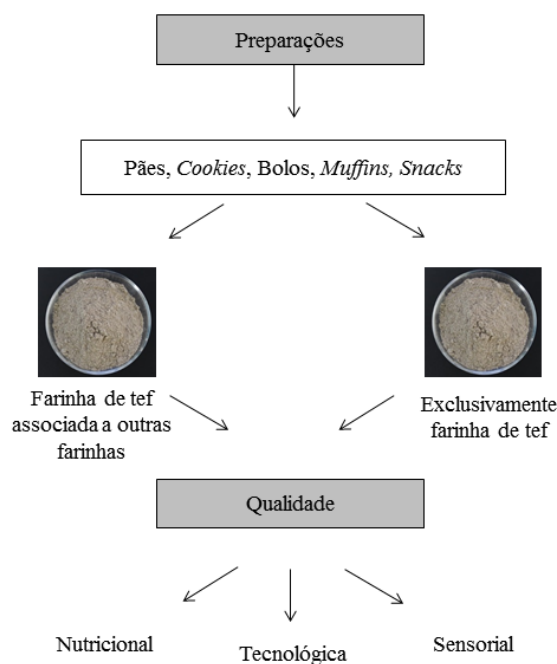 Preparações
Pães, Cookies, Bolos, Muffins, Snacks
Farinha de tef
associada a outras
farinhas
Exclusivamente
farinha de tef
Qualidade
Nutricional
Tecnológica
Sensorial